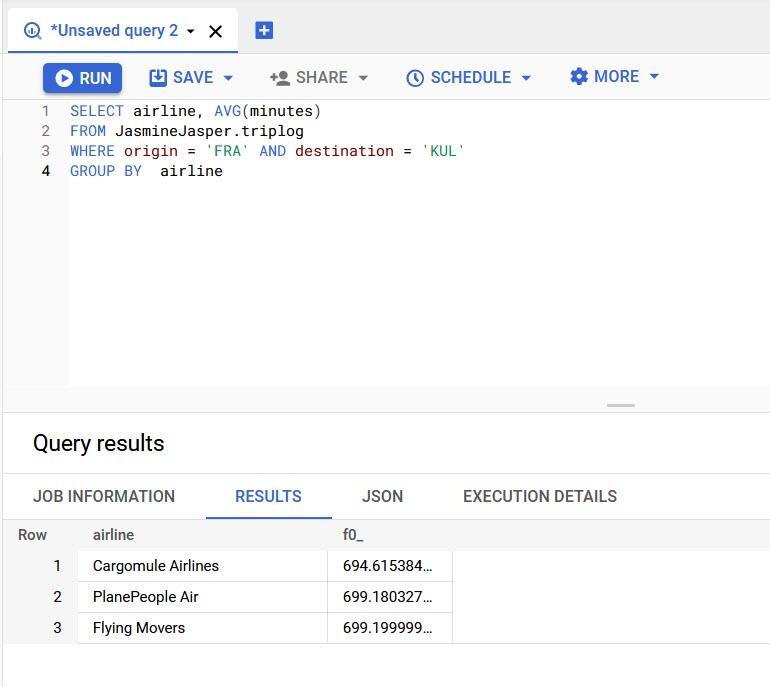 *Unsaved query 2
RUN SAVE SHARE SCHEDULE MORE
1 SELECT airline, AVG(minutes)
2 FROM JasmineJasper.triplog
3 WHERE origin = 'FRA' AND destination = 'KUL'
4 GROUP BY  airline
Query results
JOB INFORMATION RESULTS JSON EXECUTION DETAILS
Row airline f0_
1 Cargomule Airlines 694.615384...
2 PlanePeople Air 699.180327...
3 Flying Movers 699.199999...